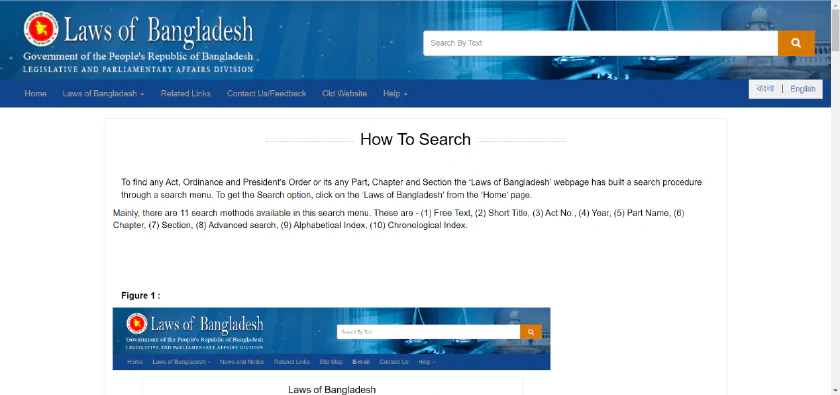 Laws of Bangladesh
Government of the People's Republic of Bangladesh
LEGISLATIVE AND PARLIAMENTARY AFFAIRS DIVISION
Search By Text
Home Laws of Bangladesh Related Links Contact Us/Feedback Old Website Help
বাংলা | English
How To Search
To find any Act, Ordinance and President's Order or its any Part, Chapter and Section the 'Laws of Bangladesh' webpage has built a search procedure
through a search menu. To get the Search option, click on the 'Laws of Bangladesh' from the 'Home' page.
Mainly, there are 11 search methods available in this search menu. These are - (1) Free Text, (2) Short Title, (3) Act No., (4) Year, (5) Part Name, (6)
Chapter, (7) Section, (8) Advanced search, (9) Alphabetical Index, (10) Chronological Index.
Figure 1 :
Laws of Bangladesh
Government of the People's Republic of Bangladesh
LEGISLATIVE AND PARLIAMENTARY AFFAIRS DIVISION
Search By Text
Home Laws of Bangladesh News and Notice Related Links Site Map E-mail Contact Us Help
Laws of Bangladesh